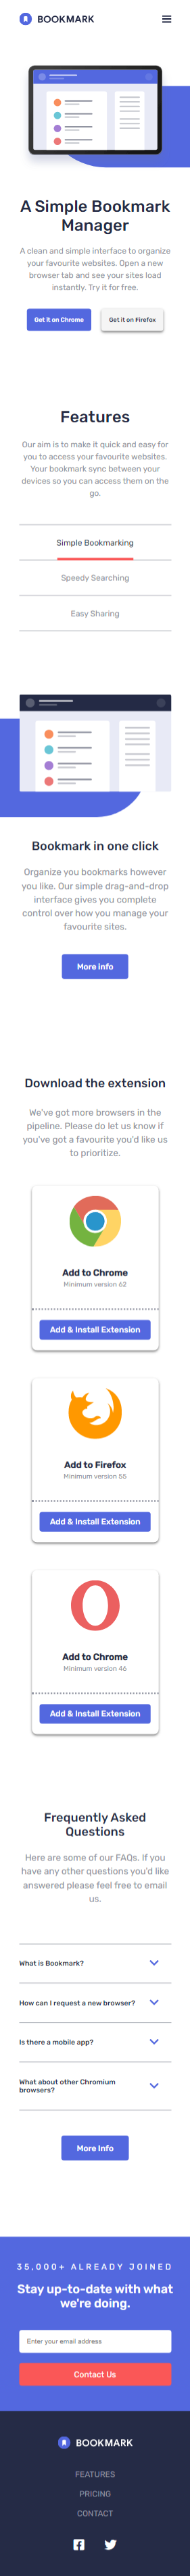 BOOKMARK
A Simple Bookmark
Manager
A clean and simple interface to organize
your favourite websites. Open a new
browser tab and see your sites load
instantly. Try it for free.
Get It on Chrome
Get it on Firefox
Features
Our aim is to make it quick and easy for
you to access your favourite websites.
Your bookmark sync between your
devices so you can access them on the
go.
Simple Bookmarking
Speedy Searching
Easy Sharing
Bookmark in one click
Organize you bookmarks however
you like. Our simple drag-and-drop
interface gives you complete
control over how you manage your
favourite sites.
More info
Download the extension
We've got more browsers in the
pipeline. Please do let us know if
you've got a favourite you'd like us
to prioritize.
Add to Chrome
Minimum version 62
Add & Install Extension
Add to Firefox
Minimum version 55
Add & Install Extension
Add to Chrome
Minimum version 46
Add & Install Extension
Frequently Asked
Questions
Here are some of our FAQs. If you
have any other questions you'd like
answered please feel free to email
us.
What is Bookmark?
How can I request a new browser?
Is there a mobile app?
What about other Chromium
browsers?
More Info
35,000+ ALREADY JOINED
Stay up-to-date with what
we're doing.
Enter your email address
Contact Us
BOOKMARK
FEATURES
PRICING
CONTACT